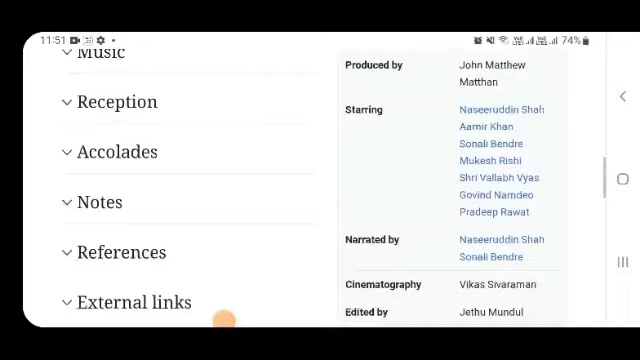 11:51
74%
Music
Reception
Accolades
Notes
References
External links
Produced by
John Matthew
Matthan
Starring
Naseeruddin Shah
Aamir Khan
Sonali Bendre
Mukesh Rishi
Shri Vallabh Vyas
Govind Namdeo
Pradeep Rawat
Narrated by
Naseeruddin Shah
Sonali Bendre
Cinematography
Vikas Sivaraman
Edited by
Jethu Mundul